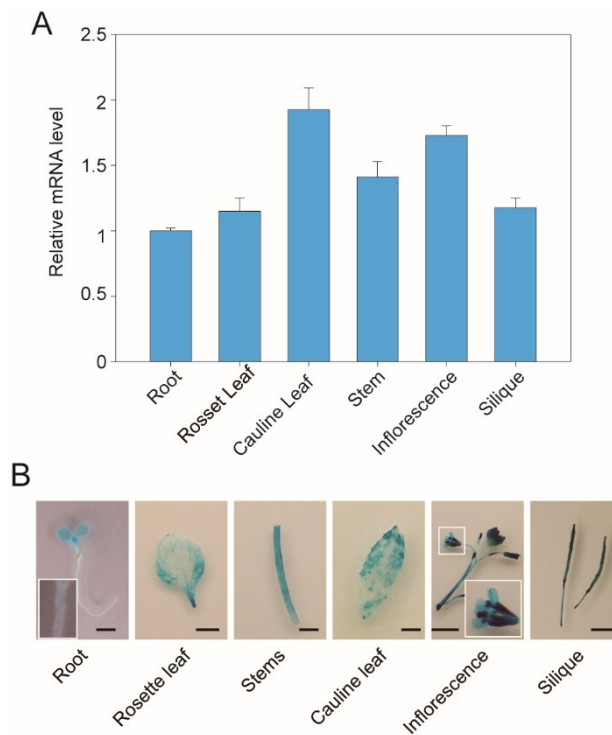 A
2.5
2
1.5
1
0.5
0
Relative mRNA level
Root
Rosset Leaf
Cauline Leaf
Stem
Inflorescence
Silique
B
Root
Rosette leaf
Stems
Cauline leaf
Inflorescence
Silique